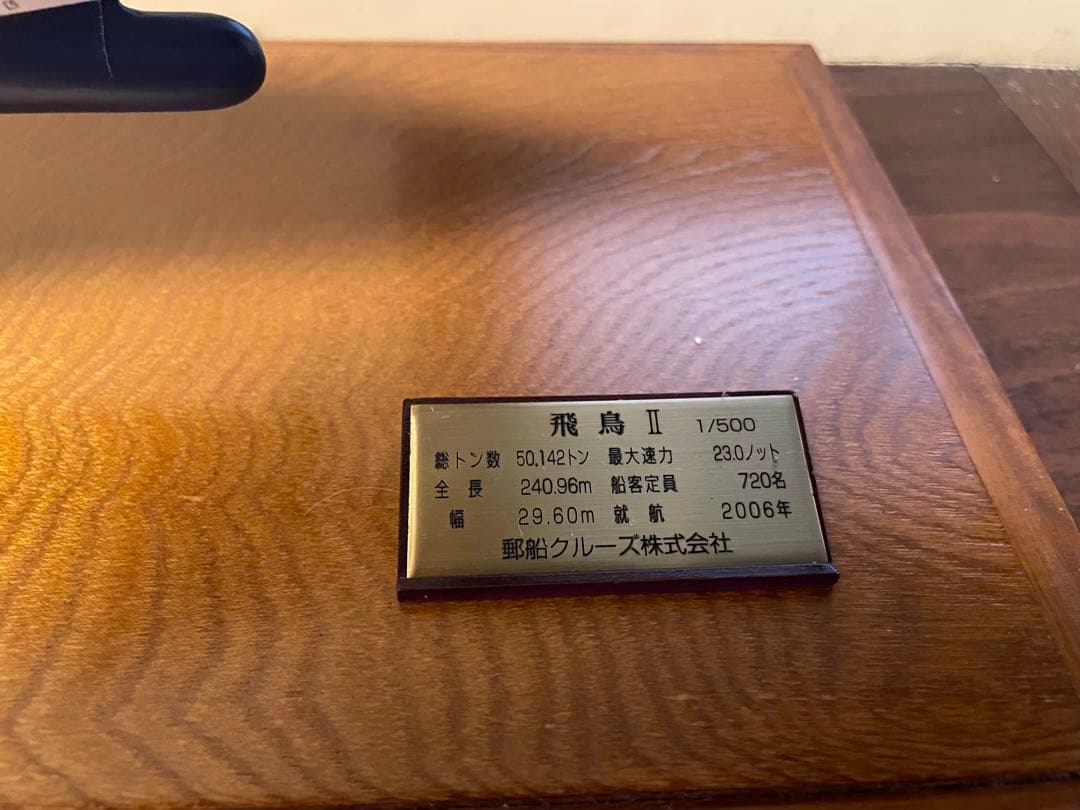 飛鳥Ⅱ 1/500
総トン数 50,142トン 最大速力 23.0ノット
全長 240.96m 船客定員 720名
幅 29.60m 就航 2006年
郵船クルーズ株式会社